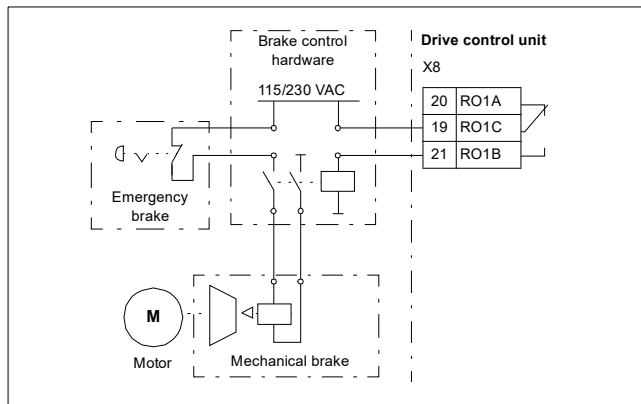 Brake control
hardware
115/230 VAC
Drive control unit
X8
20 RO1A
19 RO1C
21 RO1B
Emergency
brake
M
Motor
Mechanical brake